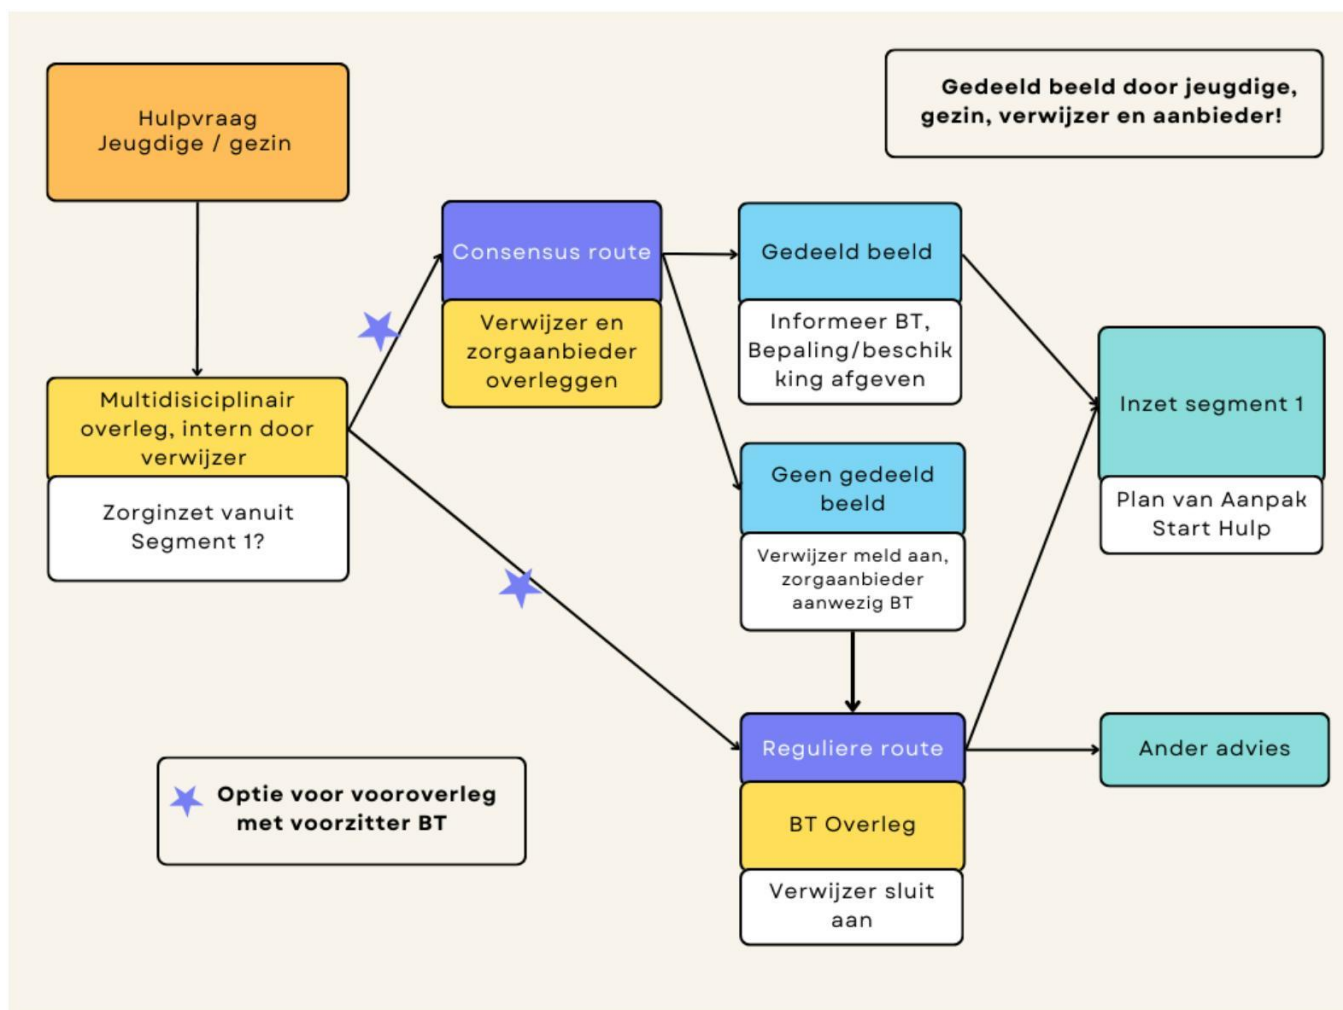 Hulpvraag
Jeugdige / gezin
Gedeeld beeld door jeugdige,
gezin, verwijzer en aanbieder!
Consensus route
Verwijzer en
zorgaanbieder
overleggen
Gedeeld beeld
Informeer BT,
Bepaling/beschik
king afgeven
Multidisiciplinair
overleg, intern door
verwijzer
Zorginzet vanuit
Segment 1?
Geen gedeeld
beeld
Verwijzer meld aan,
zorgaanbieder
aanwezig BT
Inzet segment 1
Plan van Aanpak
Start Hulp
Reguliere route
BT Overleg
Verwijzer sluit
aan
Ander advies
Optie voor vooroverleg
met voorzitter BT